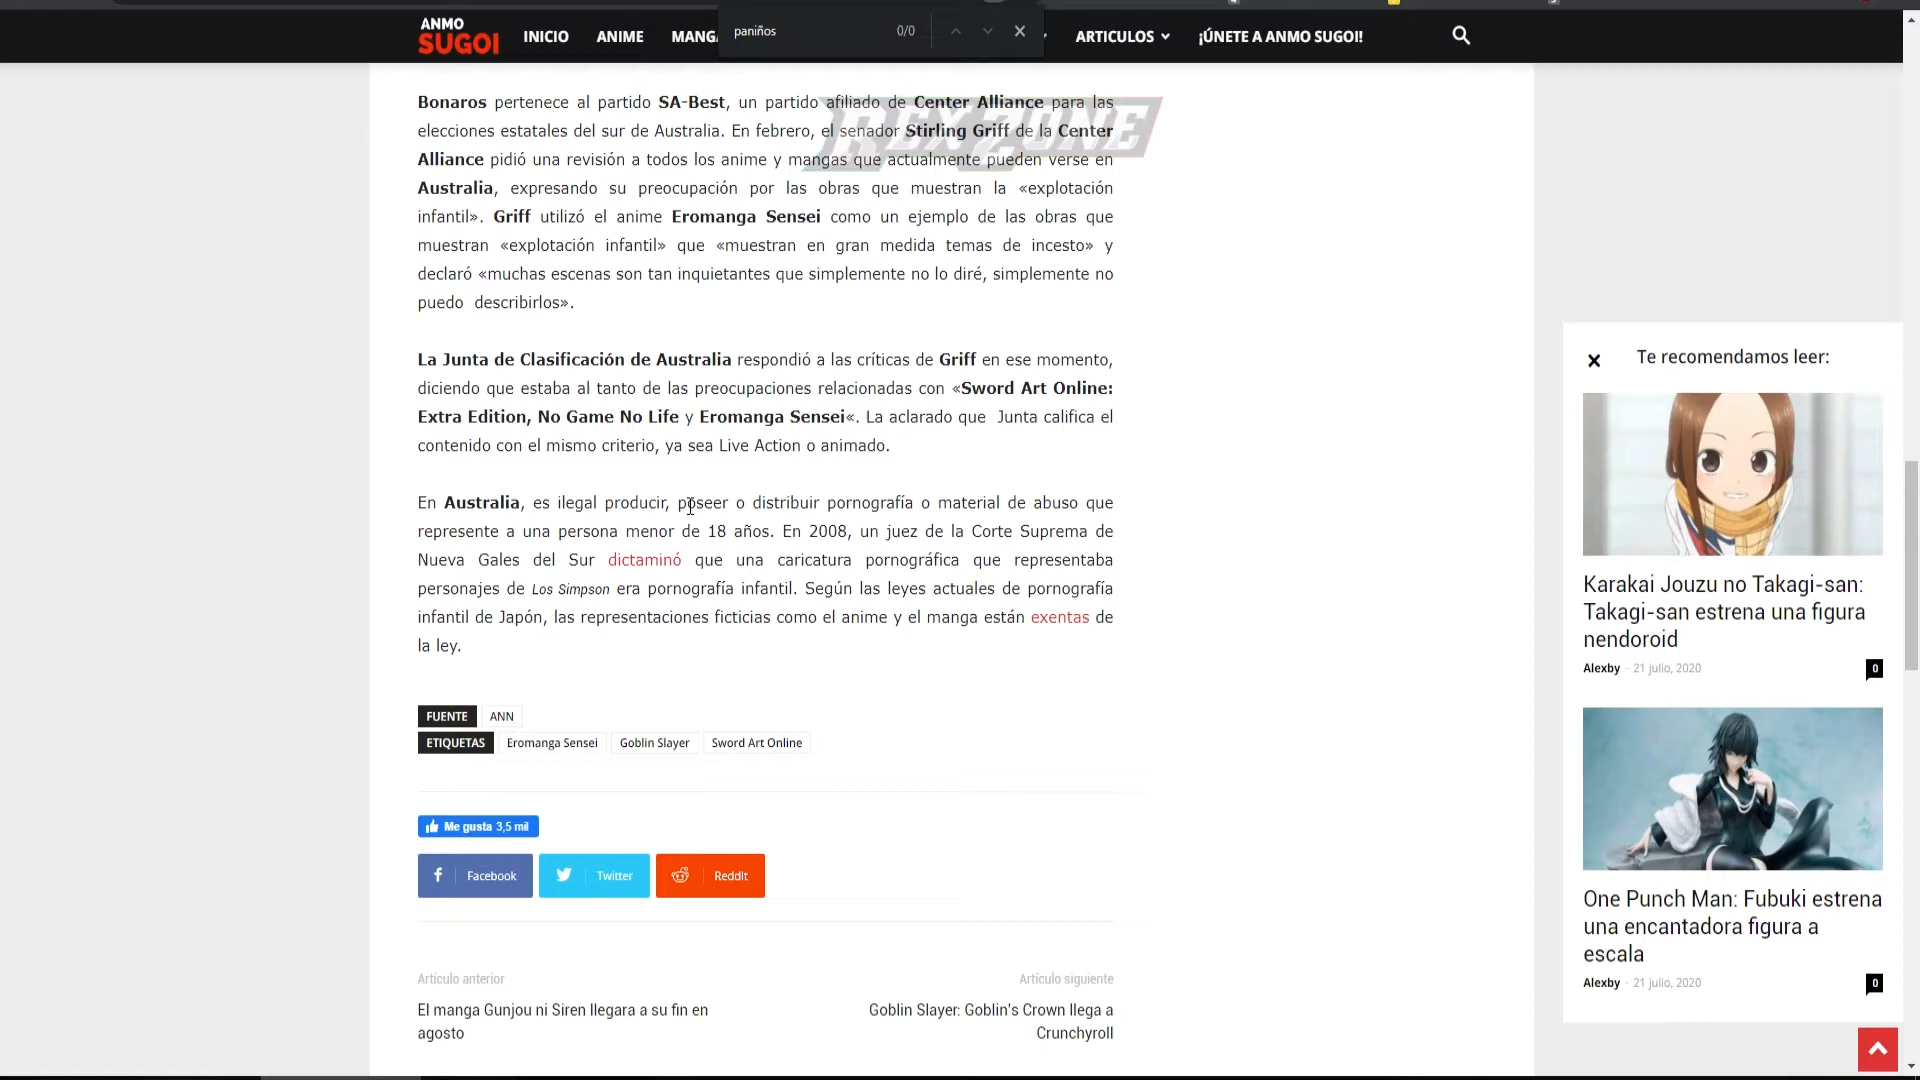 ANMO
SUGOI
INICIO
ANIME
MANGA
ARTICULOS
¡ÚNETE A ANMO SUGOI!
paniños
0/0
REX ZONE
Bonaros pertenece al partido SA-Best, un partido afiliado de Center Alliance para las
elecciones estatales del sur de Australia. En febrero, el senador Stirling Griff de la Center
Alliance pidió una revisión a todos los anime y mangas que actualmente pueden verse en
Australia, expresando su preocupación por las obras que muestran la «explotación
infantil». Griff utilizó el anime Eromanga Sensei como un ejemplo de las obras que
muestran «explotación infantil» que «muestran en gran medida temas de incesto» y
declaró «muchas escenas son tan inquietantes que simplemente no lo diré, simplemente no
puedo describirlos».
La Junta de Clasificación de Australia respondió a las críticas de Griff en ese momento,
diciendo que estaba al tanto de las preocupaciones relacionadas con «Sword Art Online:
Extra Edition, No Game No Life y Eromanga Sensei«. La aclarado que Junta califica el
contenido con el mismo criterio, ya sea Live Action o animado.
En Australia, es ilegal producir, poseer o distribuir pornografía o material de abuso que
represente a una persona menor de 18 años. En 2008, un juez de la Corte Suprema de
Nueva Gales del Sur dictaminó que una caricatura pornográfica que representaba
personajes de Los Simpson era pornografía infantil. Según las leyes actuales de pornografía
infantil de Japón, las representaciones ficticias como el anime y el manga están exentas de
la ley.
FUENTE ANN
ETIQUETAS Eromanga Sensei Goblin Slayer Sword Art Online
Me gusta 3,5 mil
Facebook Twitter ReddIt
Artículo anterior
El manga Gunjou ni Siren llegara a su fin en
agosto
Artículo siguiente
Goblin Slayer: Goblin's Crown llega a
Crunchyroll
Te recomendamos leer:
Karakai Jouzu no Takagi-san:
Takagi-san estrena una figura
nendoroid
Alexby - 21 julio, 2020 0
One Punch Man: Fubuki estrena
una encantadora figura a
escala
Alexby - 21 julio, 2020 0